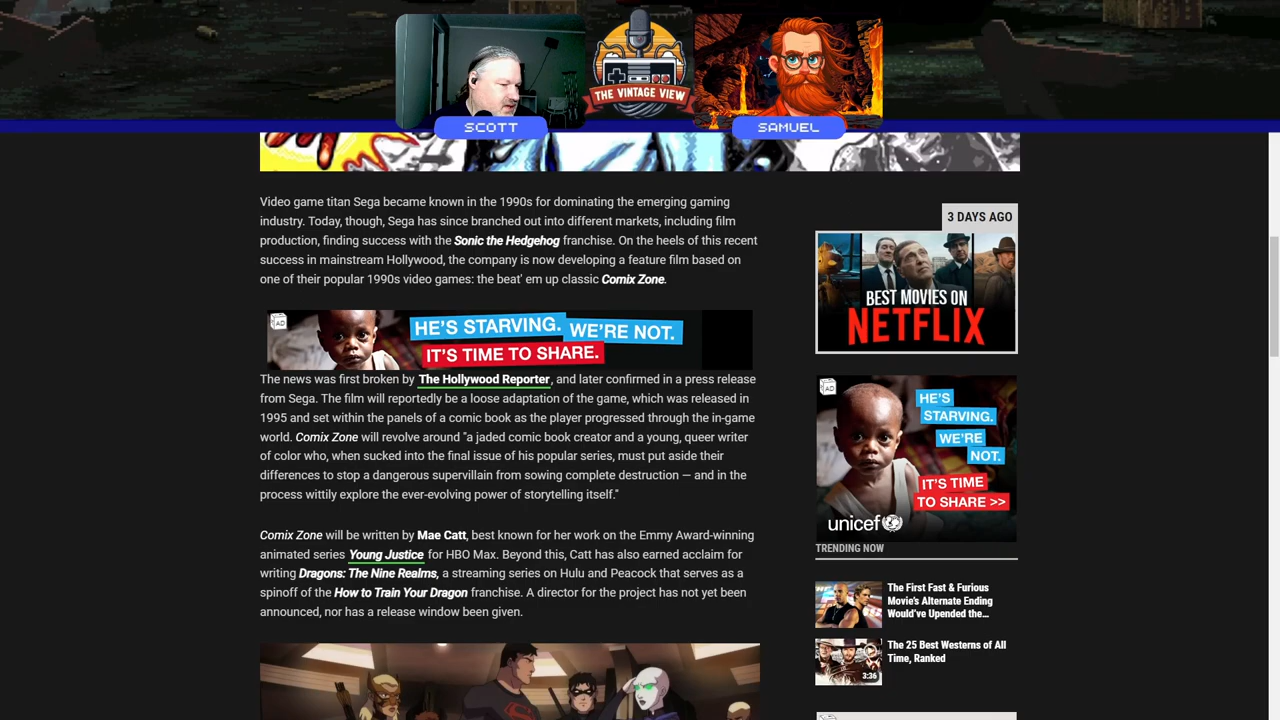 THE VINTAGE VIEW
SCOTT
SAMUEL
Video game titan Sega became known in the 1990s for dominating the emerging gaming
industry. Today, though, Sega has since branched out into different markets, including film
production, finding success with the Sonic the Hedgehog franchise. On the heels of this recent
success in mainstream Hollywood, the company is now developing a feature film based on
one of their popular 1990s video games: the beat' em up classic Comix Zone.
AD
HE'S STARVING. WE'RE NOT.
IT'S TIME TO SHARE.
The news was first broken by The Hollywood Reporter, and later confirmed in a press release
from Sega. The film will reportedly be a loose adaptation of the game, which was released in
1995 and set within the panels of a comic book as the player progressed through the in-game
world. Comix Zone will revolve around "a jaded comic book creator and a young, queer writer
of color who, when sucked into the final issue of his popular series, must put aside their
differences to stop a dangerous supervillain from sowing complete destruction — and in the
process wittily explore the ever-evolving power of storytelling itself."
Comix Zone will be written by Mae Catt, best known for her work on the Emmy Award-winning
animated series Young Justice for HBO Max. Beyond this, Catt has also earned acclaim for
writing Dragons: The Nine Realms, a streaming series on Hulu and Peacock that serves as a
spinoff of the How to Train Your Dragon franchise. A director for the project has not yet been
announced, nor has a release window been given.
3 DAYS AGO
BEST MOVIES ON
NETFLIX
AD
HE'S
STARVING.
WE'RE
NOT.
IT'S TIME
TO SHARE >>
unicef
TRENDING NOW
The First Fast & Furious
Movie's Alternate Ending
Would've Upended the...
The 25 Best Westerns of All
Time, Ranked
3:36